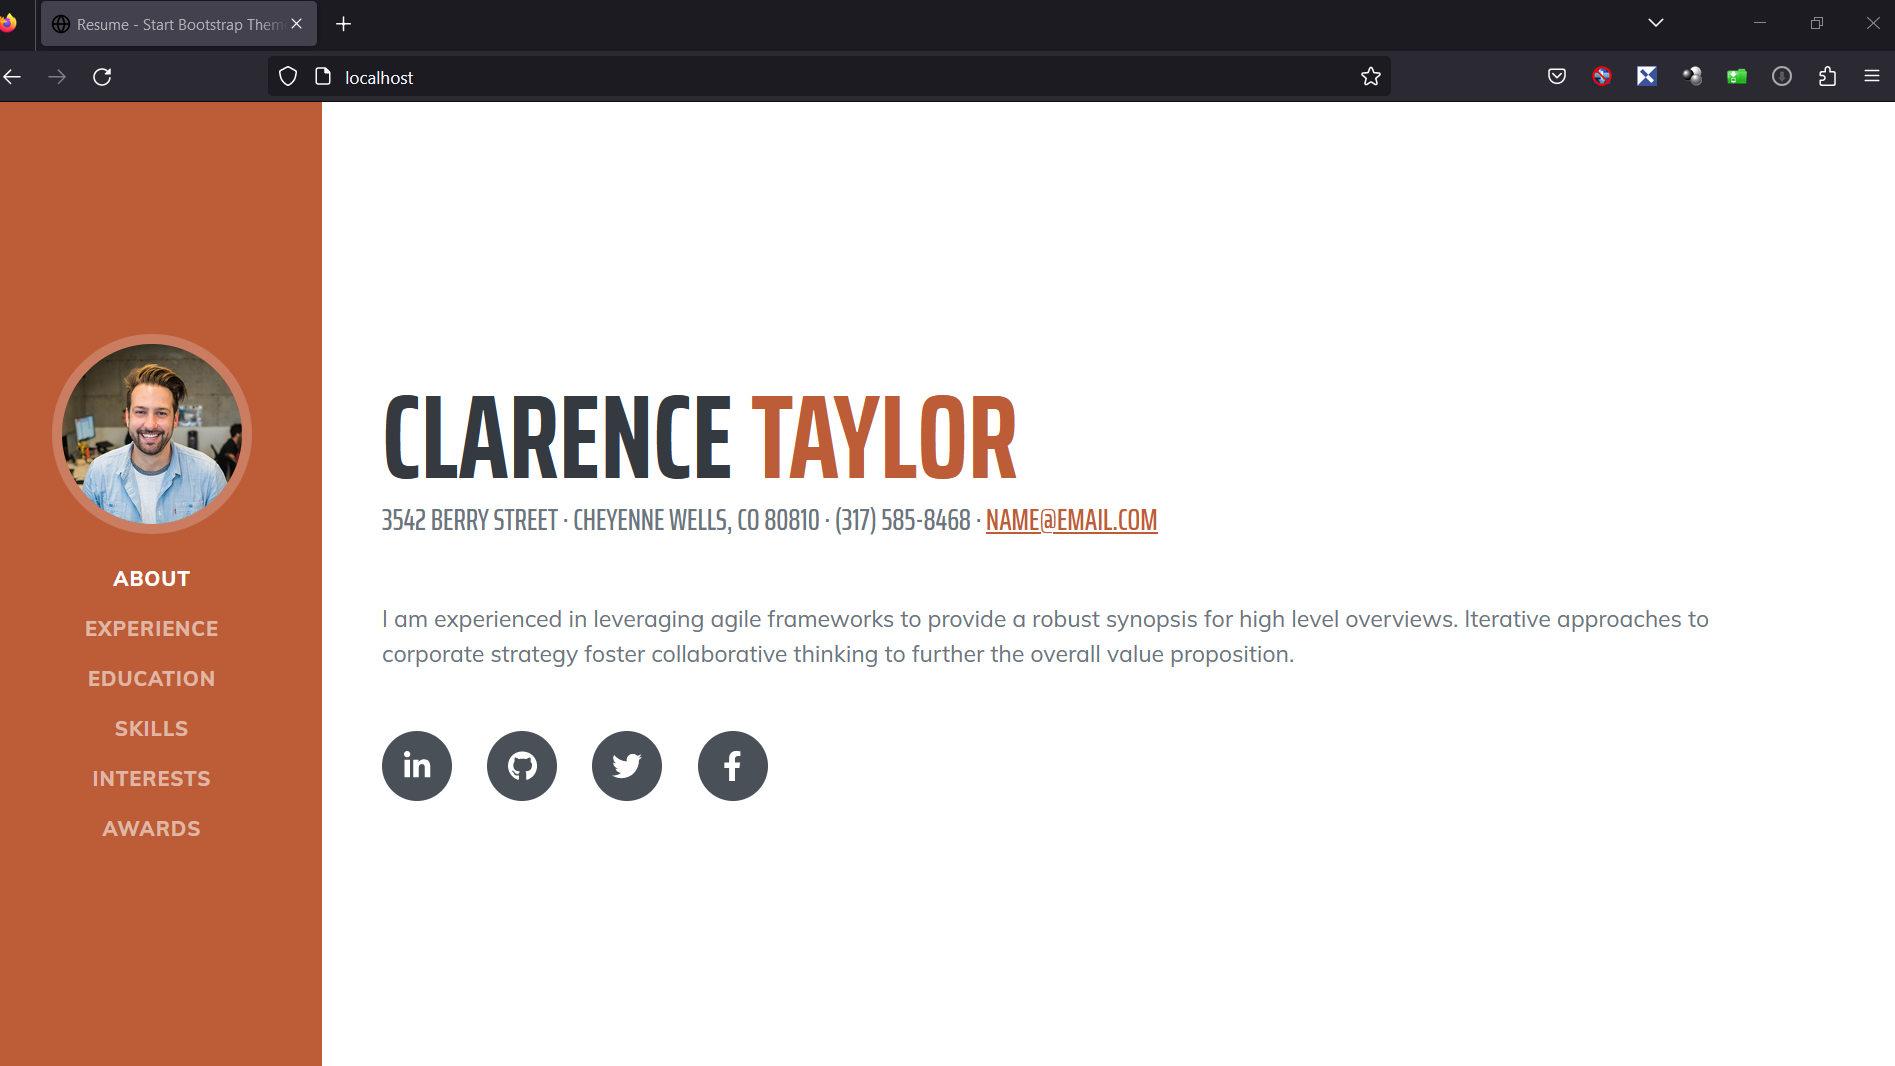 Resume - Start Bootstrap Them
localhost
CLARENCE TAYLOR
3542 BERRY STREET · CHEYENNE WELLS, CO 80810 · (317) 585-8468 · NAME@EMAIL.COM
ABOUT
EXPERIENCE
EDUCATION
SKILLS
INTERESTS
AWARDS
I am experienced in leveraging agile frameworks to provide a robust synopsis for high level overviews. Iterative approaches to
corporate strategy foster collaborative thinking to further the overall value proposition.
in